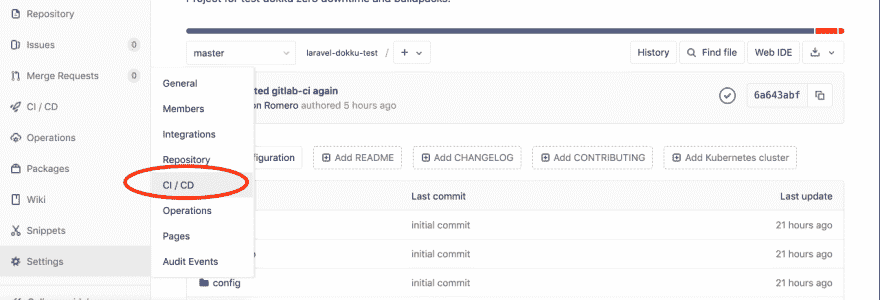 Project for test dokku zero downtime and buildpacks.
Repository
Issues 0
Merge Requests 0
CI / CD
Operations
Packages
Wiki
Snippets
Settings
General
Members
Integrations
Repository
CI / CD
Operations
Pages
Audit Events
master
laravel-dokku-test /
+
History
Find file
Web IDE
ted gitlab-ci again
on Romero authored 5 hours ago
6a643abf
figuration
Add README
Add CHANGELOG
Add CONTRIBUTING
Add Kubernetes cluster
Last commit
Last update
initial commit
21 hours ago
initial commit
21 hours ago
config
initial commit
21 hours ago